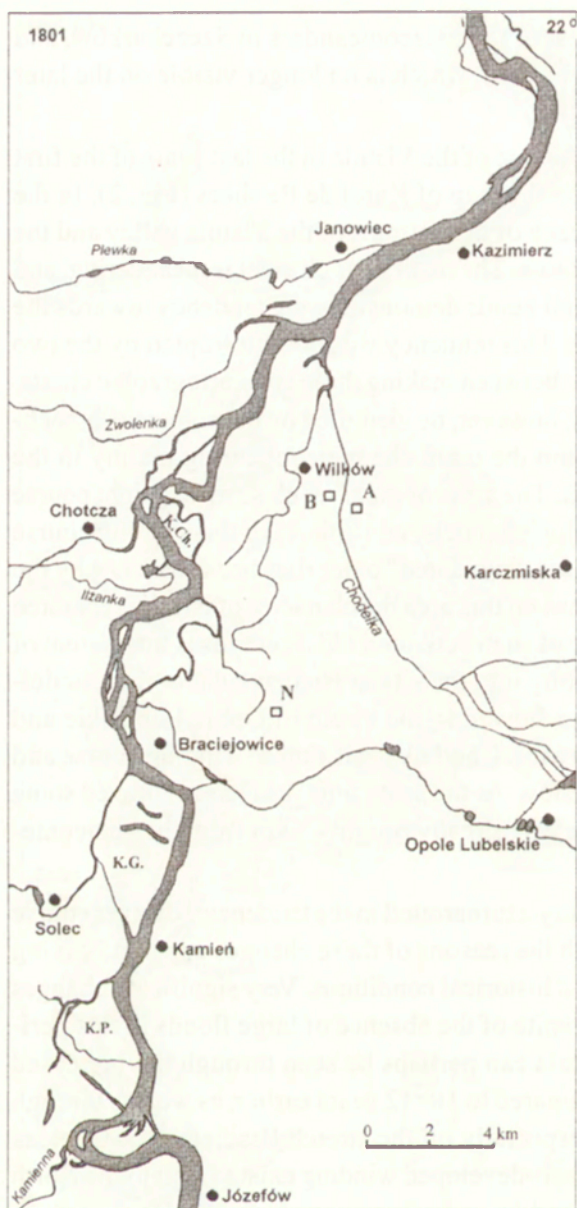 1801
22°
Janowiec
Plewka
Kazimierz
Zwolenka
Wilków
B
A
Chotcza
K.Ch.
Karczmiska
Chodelka
Iłżanka
N
Braciejowice
Opole Lubelskie
K.G.
Solec
Kamień
K.P.
0 2 4 km
Kamienna
Józefów